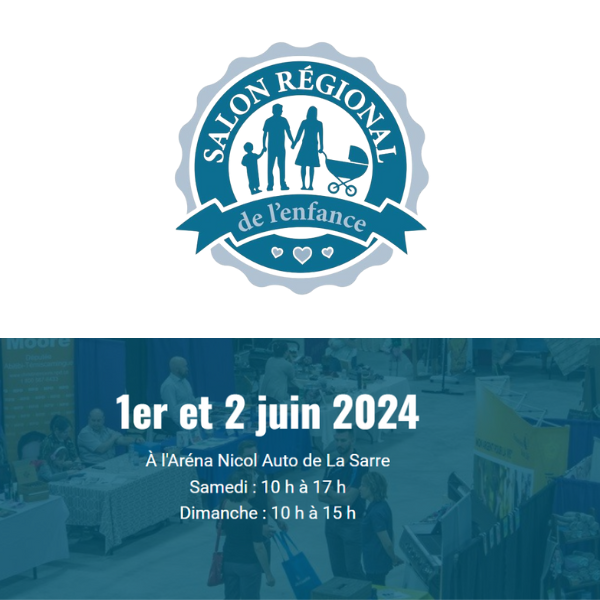 SALON RÉGIONAL
de l'enfance
Moore
1er et 2 juin 2024
À l'Aréna Nicol Auto de La Sarre
Samedi : 10 h à 17 h
Dimanche : 10 h à 15 h